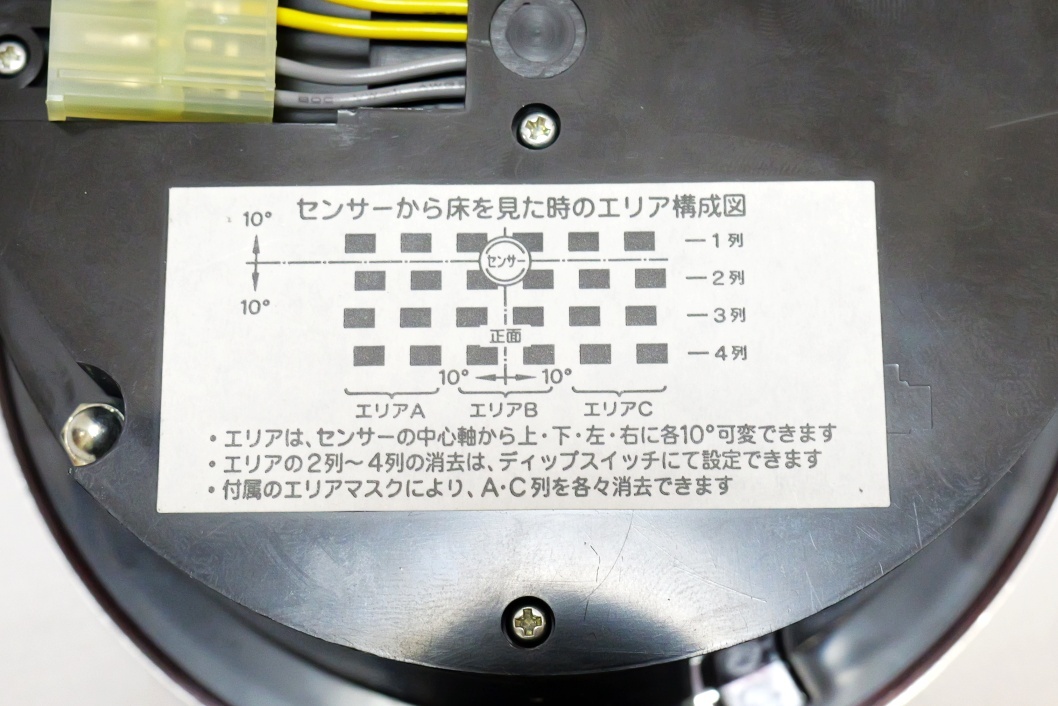 センサーから床を見た時のエリア構成図
10°
1列
センサー
2列
10°
3列
正面
4列
10° 10°
エリアA エリアB エリアC
・エリアは、センサーの中心軸から上・下・左・右に各10°可変できます
・エリアの2列～4列の消去は、ディップスイッチにて設定できます
・付属のエリアマスクにより、A・C列を各々消去できます